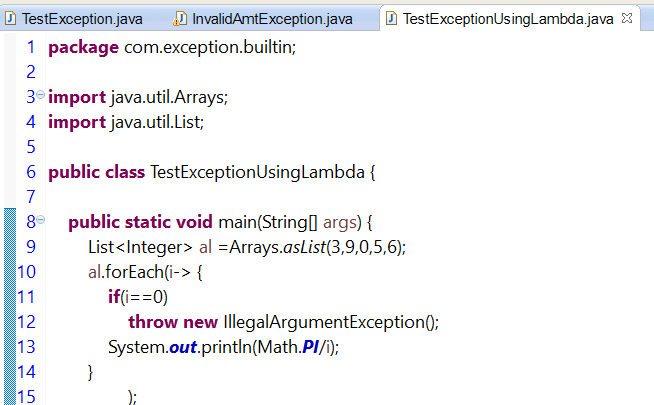 TestException.java InvalidAmtException.java TestExceptionUsingLambda.java
1 package com.exception.builtin;
2
3 import java.util.Arrays;
4 import java.util.List;
5
6 public class TestExceptionUsingLambda {
7
8 public static void main(String[] args) {
9 List<Integer> al =Arrays.asList(3,9,0,5,6);
10 al.forEach(i-> {
11 if(i==0)
12 throw new IllegalArgumentException();
13 System.out.println(Math.PI/i);
14 }
15 );